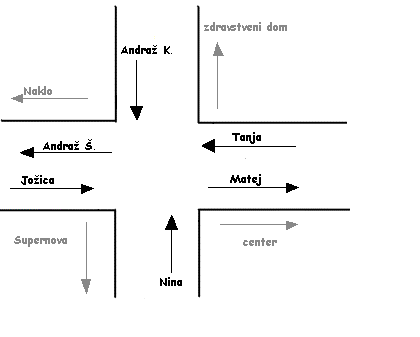 zdravstveni dom
Andraž K.
Naklo
Tanja
Andraž Š.
Jožica
Matej
Supernova
center
Nina